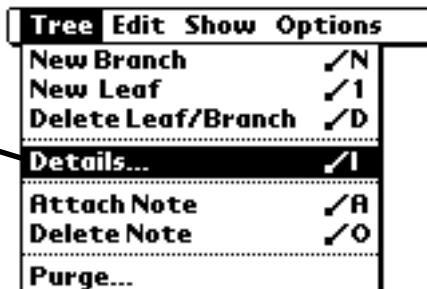 Tree Edit Show Options
New Branch /N
New Leaf /1
Delete Leaf/Branch /D
Details... /I
Attach Note /A
Delete Note /O
Purge...